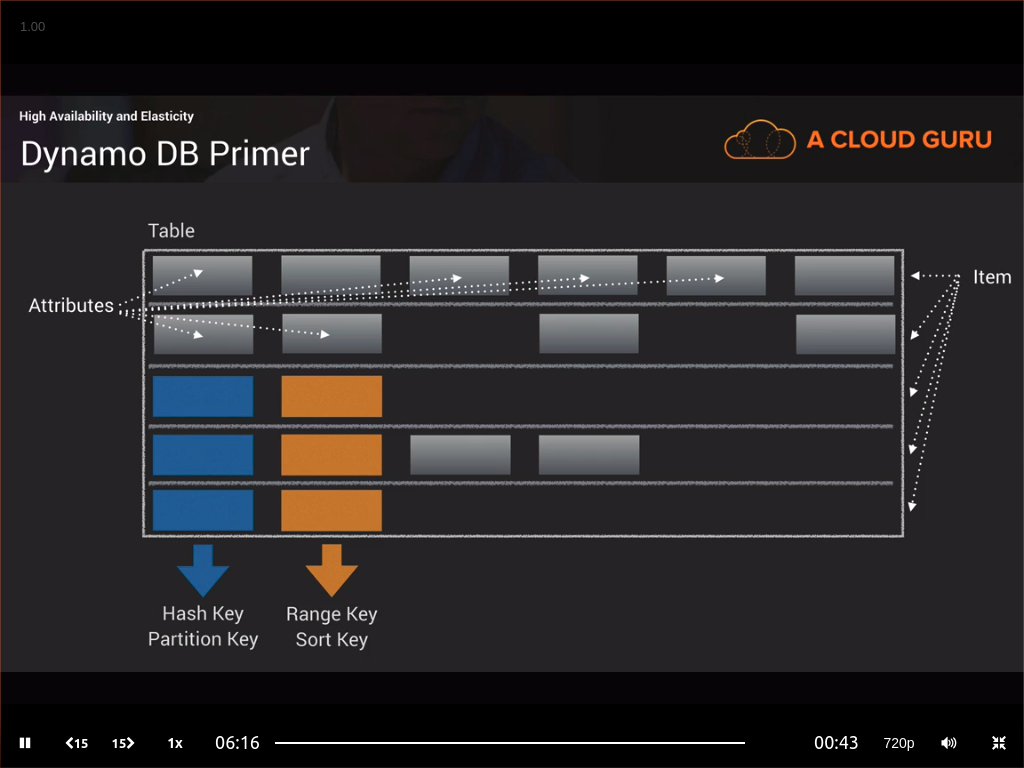 1.00
High Availability and Elasticity
Dynamo DB Primer
A CLOUD GURU
Table
Attributes
Item
Hash Key
Partition Key
Range Key
Sort Key
15 15 1x 06:16 00:43 720p